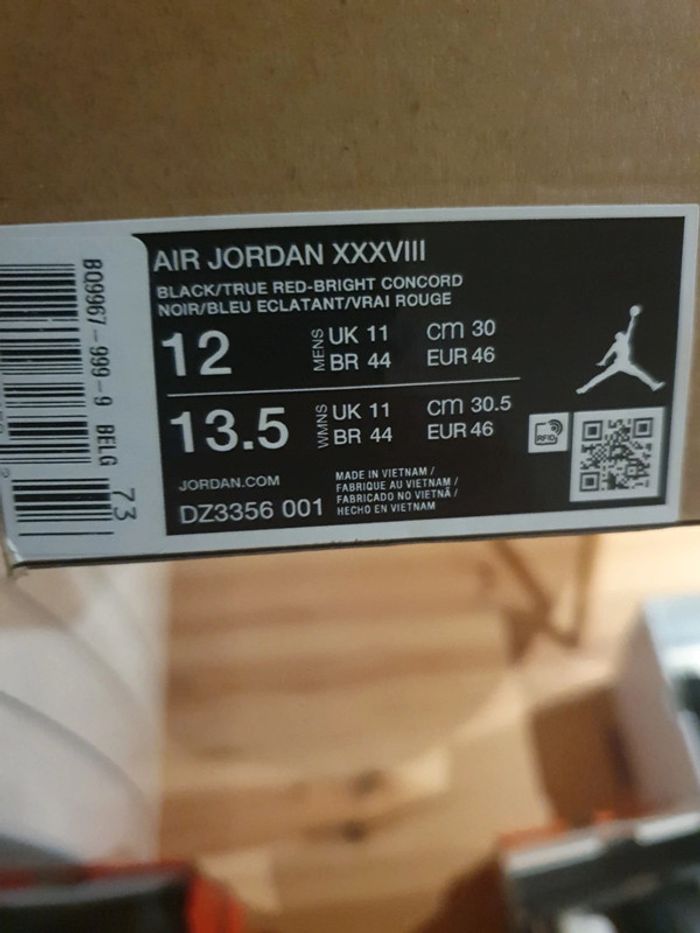 BO9967-999-9 BELG
73
AIR JORDAN XXXVIII
BLACK/TRUE RED-BRIGHT CONCORD
NOIR/BLEU ECLATANT/VRAI ROUGE
12
MENS
UK 11 cm 30
BR 44 EUR 46
13.5
WMNS
UK 11 cm 30.5
BR 44 EUR 46
RFID
JORDAN.COM
DZ3356 001
MADE IN VIETNAM /
FABRIQUE AU VIETNAM /
FABRICADO NO VIETNÃ /
HECHO EN VIETNAM